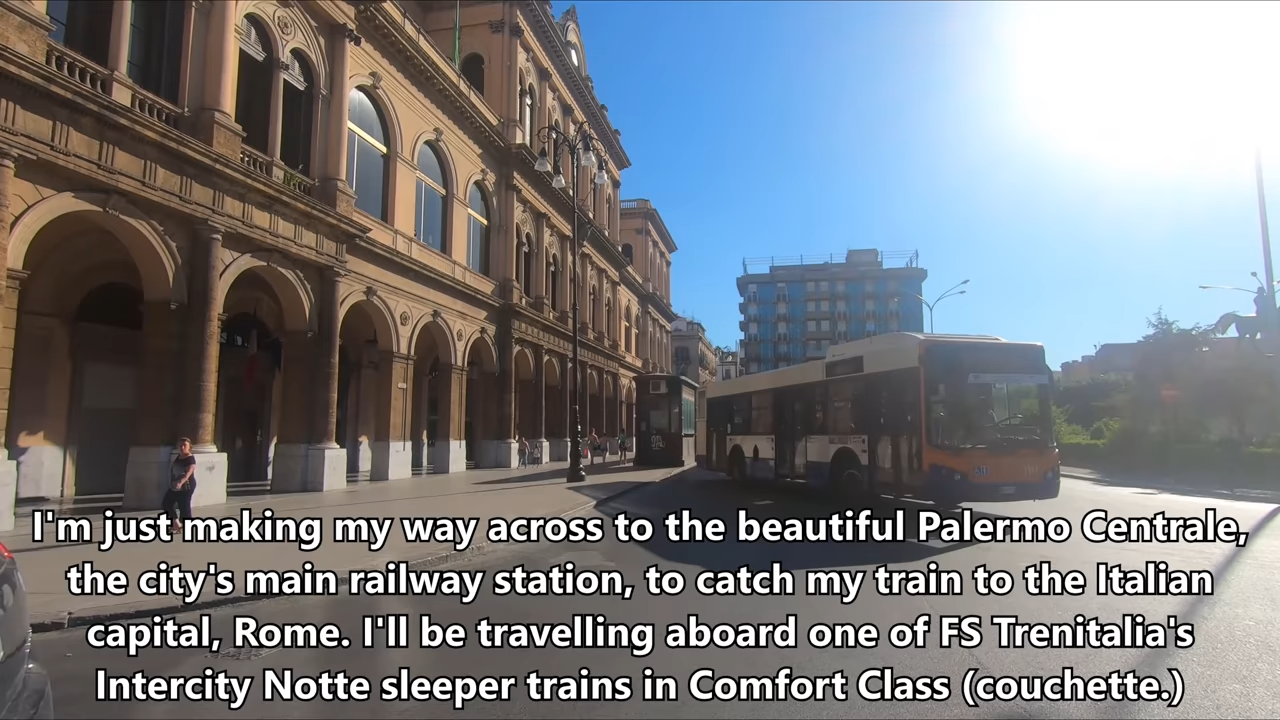 I'm just making my way across to the beautiful Palermo Centrale,
the city's main railway station, to catch my train to the Italian
capital, Rome. I'll be travelling aboard one of FS Trenitalia's
Intercity Notte sleeper trains in Comfort Class (couchette.)